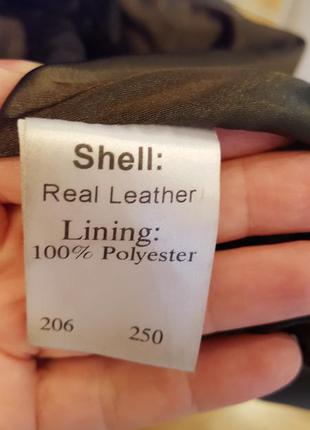 Shell:
Real Leather
Lining:
100% Polyester
206 250